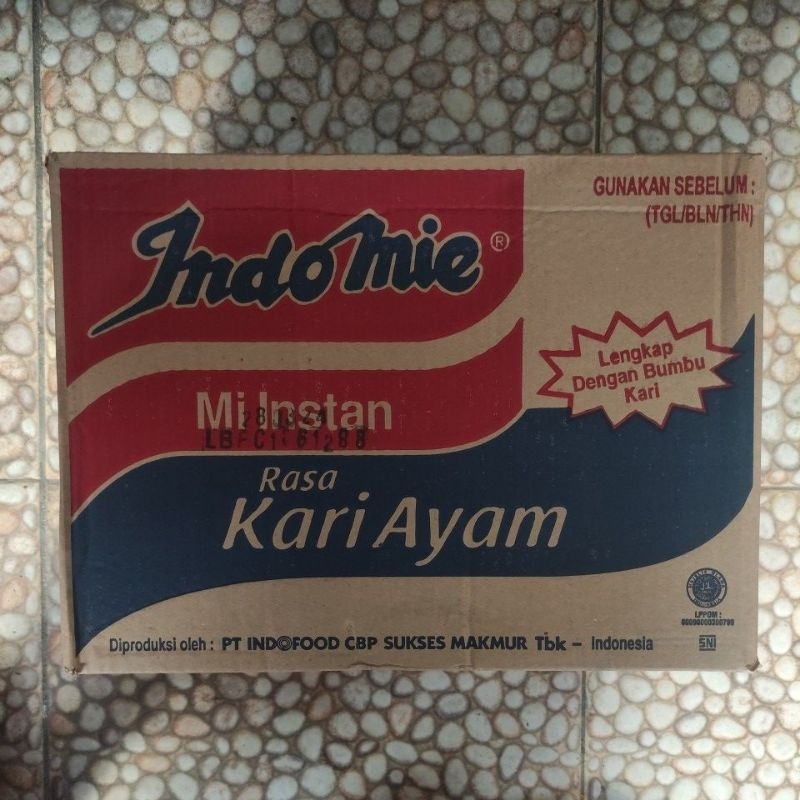 GUNAKAN SEBELUM :
(TGL/BLN/THN)
IndoMie ®
Lengkap
Dengan Bumbu
Kari
Mi Instan
Rasa
Kari Ayam
LPPOM :
Diproduksi oleh : PT INDOFOOD CBP SUKSES MAKMUR Tbk – Indonesia
SNI